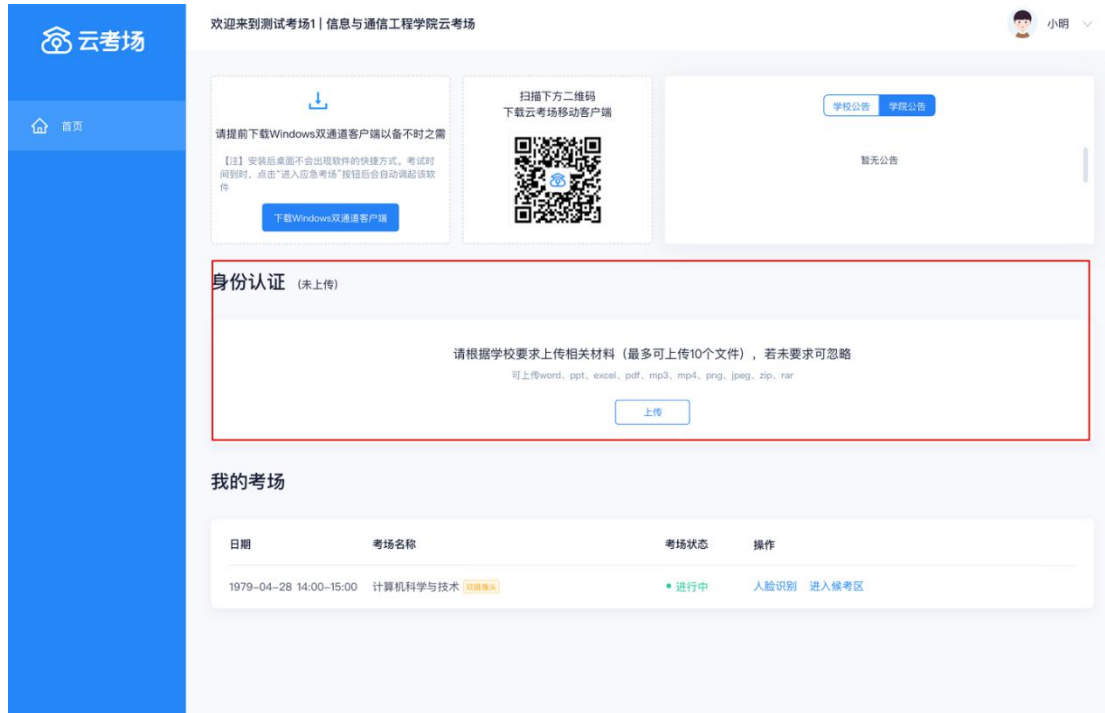 云考场
首页
欢迎来到测试考场1 | 信息与通信工程学院云考场
小明
请提前下载Windows双通道客户端以备不时之需
【注】安装后桌面不会出现软件的快捷方式，考试时
间到时，点击“进入应急考场”按钮后会自动调起该软
件
下载Windows双通道客户端
扫描下方二维码
下载云考场移动客户端
学校公告 学院公告
暂无公告
身份认证 （未上传）
请根据学校要求上传相关材料（最多可上传10个文件），若未要求可忽略
可上传word、ppt、excel、pdf、mp3、mp4、png、jpeg、zip、rar
上传
我的考场
日期 考场名称 考场状态 操作
1979-04-28 14:00-15:00 计算机科学与技术 双摄像头 进行中 人脸识别 进入候考区